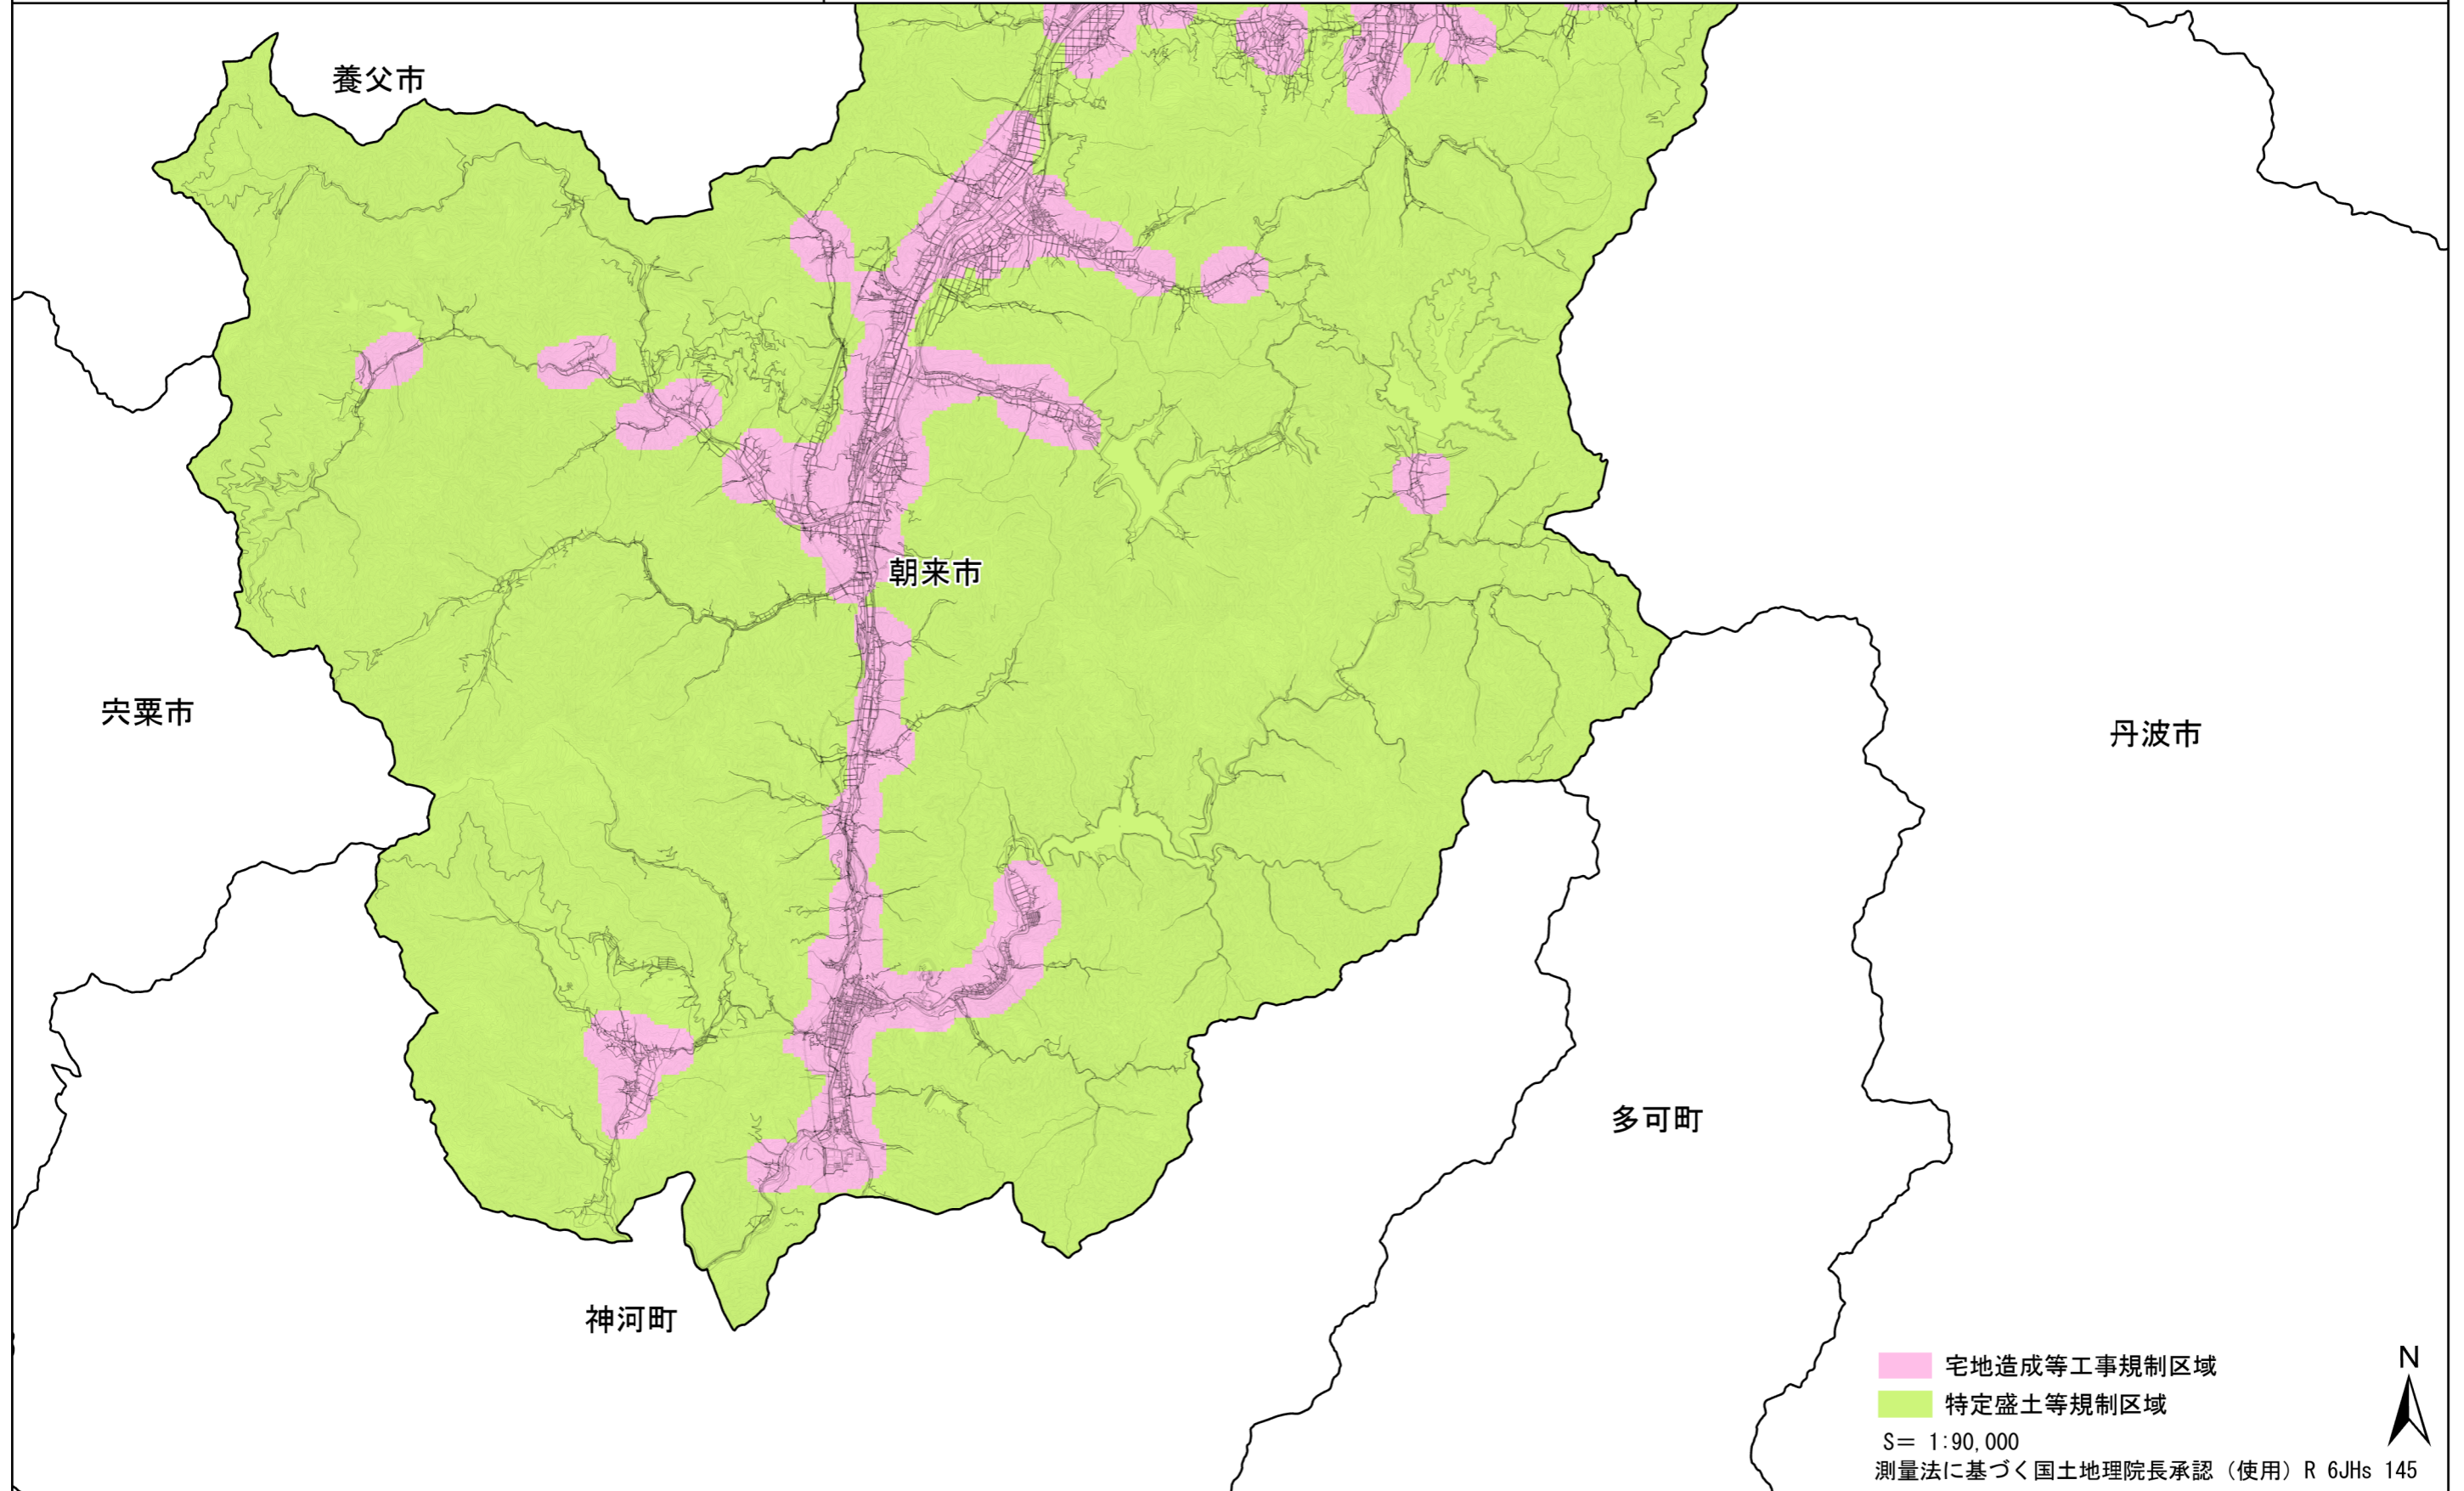 養父市
朝来市
宍粟市
丹波市
多可町
神河町
宅地造成等工事規制区域
特定盛土等規制区域
S= 1:90,000
測量法に基づく国土地理院長承認（使用）R 6JHs 145
N